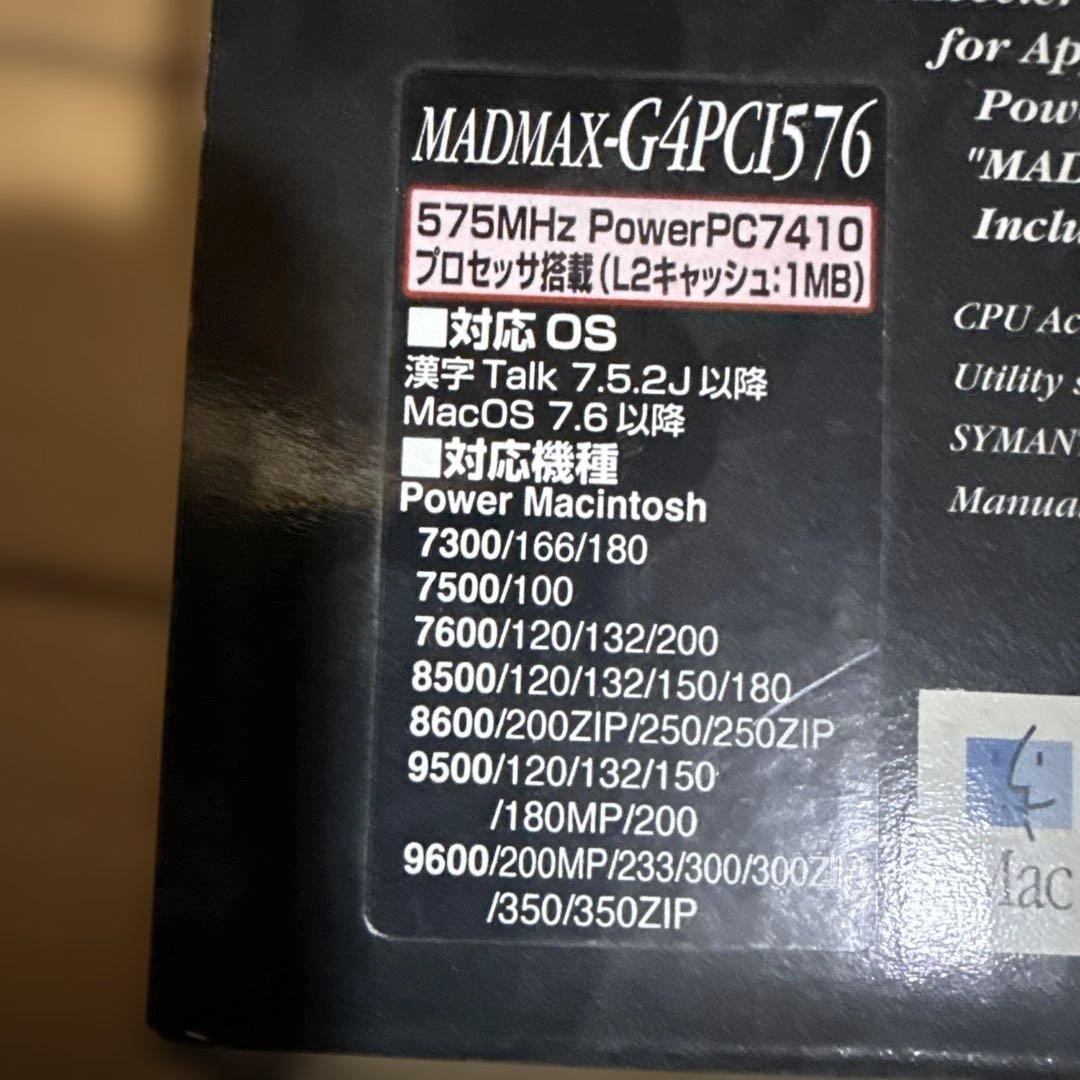 for Ap
MADMAX-G4PCI576
Pow
"MAD
Inclu
575MHz PowerPC7410
プロセッサ搭載(L2キャッシュ:1MB)
■対応OS
漢字Talk 7.5.2J以降
MacOS 7.6以降
■対応機種
Power Macintosh
7300/166/180
7500/100
7600/120/132/200
8500/120/132/150/180
8600/200ZIP/250/250ZIP
9500/120/132/150
/180MP/200
9600/200MP/233/300/300ZIP
/350/350ZIP
CPU Ac
Utility s
SYMANT
Manua
Mac